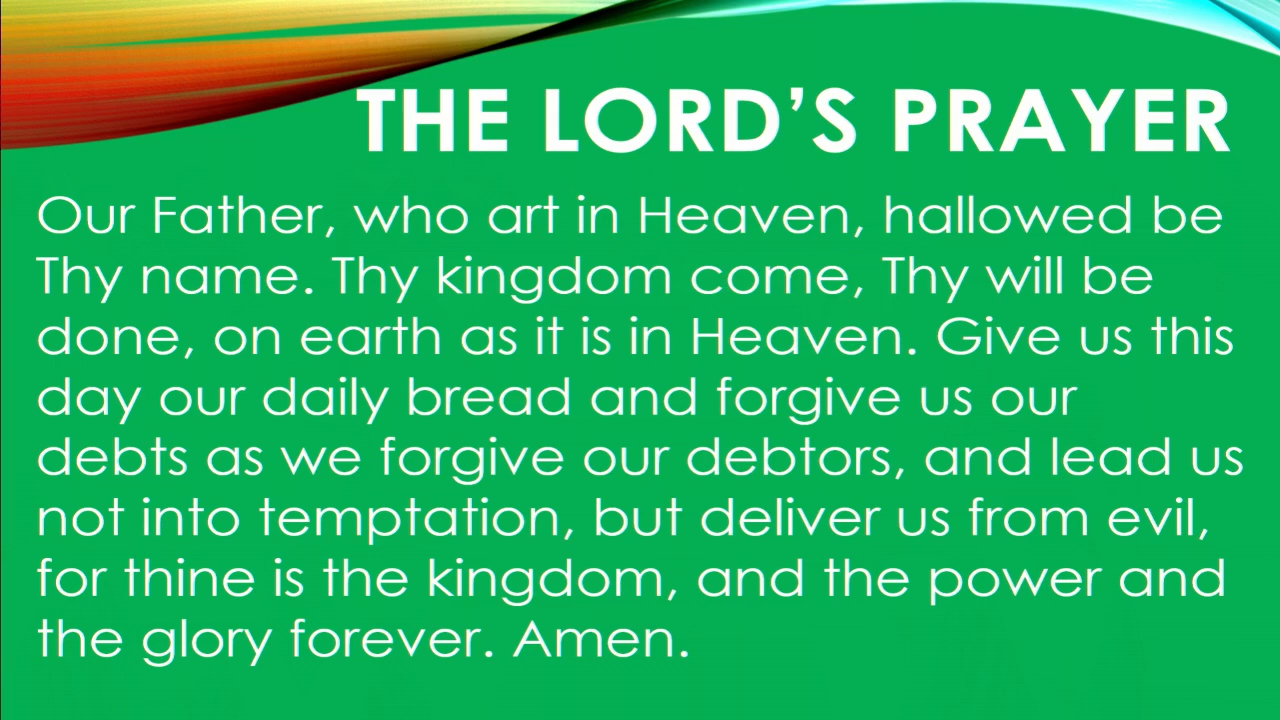 THE LORD’S PRAYER
Our Father, who art in Heaven, hallowed be
Thy name. Thy kingdom come, Thy will be
done, on earth as it is in Heaven. Give us this
day our daily bread and forgive us our
debts as we forgive our debtors, and lead us
not into temptation, but deliver us from evil,
for thine is the kingdom, and the power and
the glory forever. Amen.